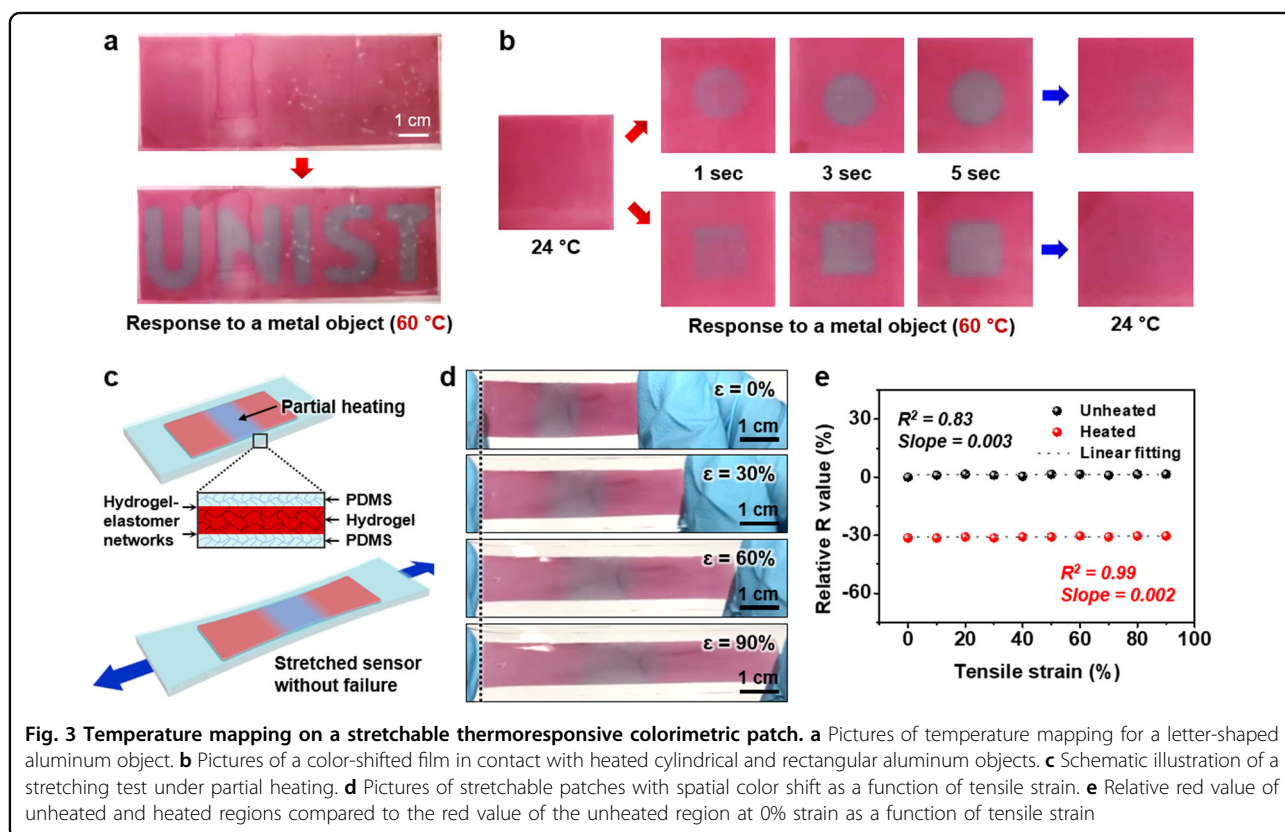 a
1 cm
UNIST
Response to a metal object (60 °C)
b
24 °C
1 sec
3 sec
5 sec
Response to a metal object (60 °C)
24 °C
c
Partial heating
Hydrogel-
elastomer
networks
PDMS
Hydrogel
PDMS
Stretched sensor
without failure
d
ε = 0%
1 cm
ε = 30%
1 cm
ε = 60%
1 cm
ε = 90%
1 cm
e
Relative R value (%)
30
0
-30
-60
R² = 0.83
Slope = 0.003
Unheated
Heated
Linear fitting
R² = 0.99
Slope = 0.002
0 20 40 60 80 100
Tensile strain (%)
Fig. 3 Temperature mapping on a stretchable thermoresponsive colorimetric patch. a Pictures of temperature mapping for a letter-shaped
aluminum object. b Pictures of a color-shifted film in contact with heated cylindrical and rectangular aluminum objects. c Schematic illustration of a
stretching test under partial heating. d Pictures of stretchable patches with spatial color shift as a function of tensile strain. e Relative red value of
unheated and heated regions compared to the red value of the unheated region at 0% strain as a function of tensile strain